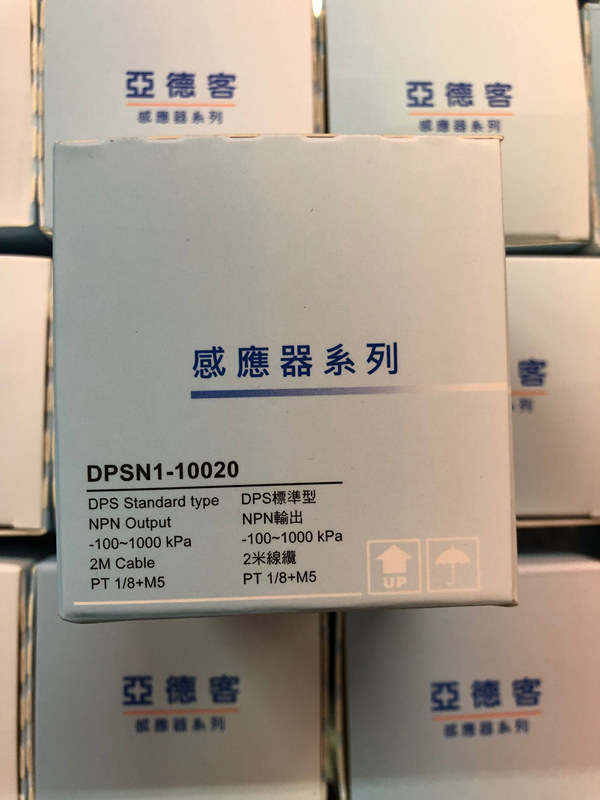 亞德客
感應器系列
亞德客
感應器系列
感應器系列
客
列
DPSN1-10020
DPS Standard type DPS標準型
NPN Output NPN輸出
-100~1000 kPa -100~1000 kPa
2M Cable 2米線纜
PT 1/8+M5 PT 1/8+M5
UP
亞德客
感應器系列
亞德客
感應器系列